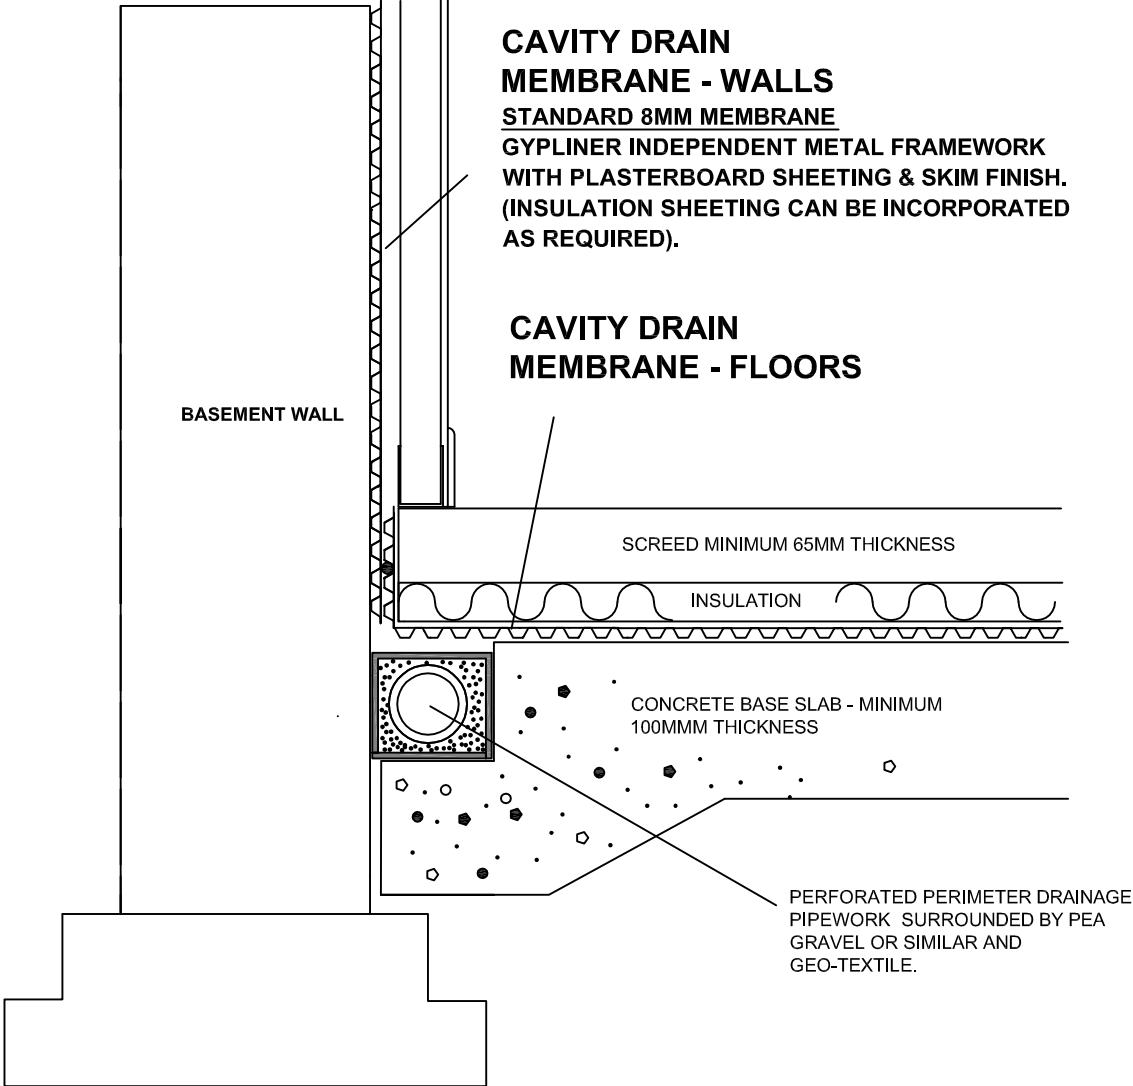 CAVITY DRAIN
MEMBRANE - WALLS
STANDARD 8MM MEMBRANE
GYPLINER INDEPENDENT METAL FRAMEWORK
WITH PLASTERBOARD SHEETING & SKIM FINISH.
(INSULATION SHEETING CAN BE INCORPORATED
AS REQUIRED).
CAVITY DRAIN
MEMBRANE - FLOORS
BASEMENT WALL
SCREED MINIMUM 65MM THICKNESS
INSULATION
CONCRETE BASE SLAB - MINIMUM
100MMM THICKNESS
PERFORATED PERIMETER DRAINAGE
PIPEWORK SURROUNDED BY PEA
GRAVEL OR SIMILAR AND
GEO-TEXTILE.